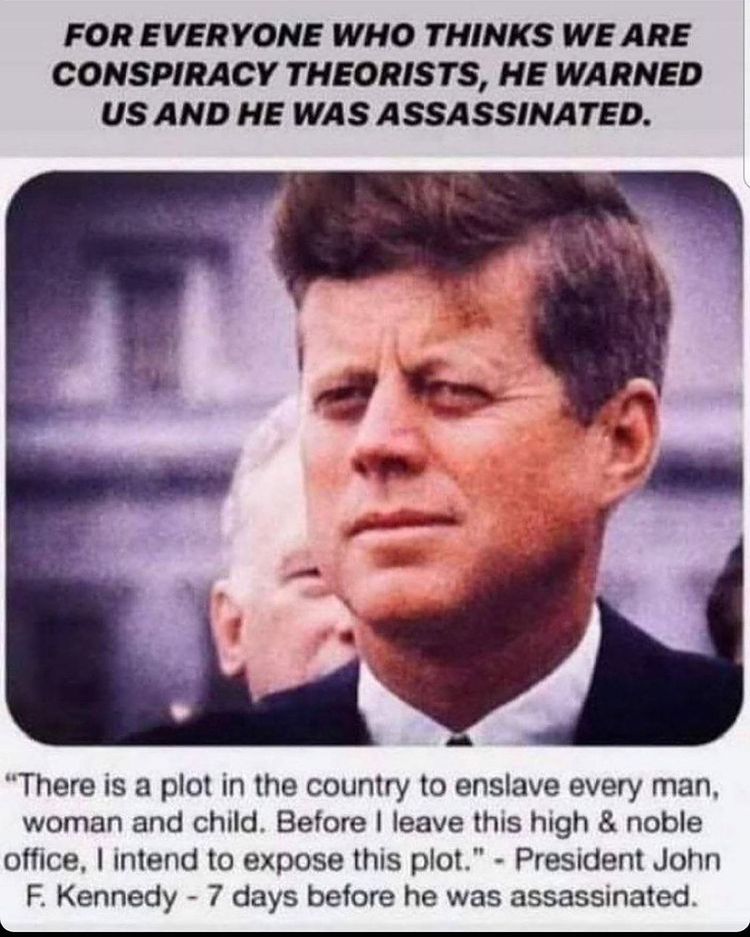 FOR EVERYONE WHO THINKS WE ARE
CONSPIRACY THEORISTS, HE WARNED
US AND HE WAS ASSASSINATED.
“There is a plot in the country to enslave every man,
woman and child. Before I leave this high & noble
office, I intend to expose this plot.” - President John
F. Kennedy - 7 days before he was assassinated.